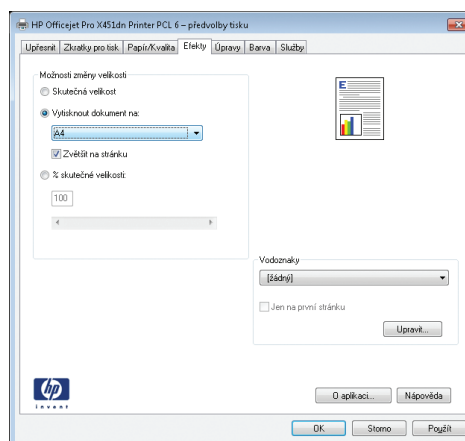 HP Officejet Pro X451dn Printer PCL 6 – předvolby tisku
Upřesnit Zkratky pro tisk Papír/Kvalita Efekty Úpravy Barva Služby
Možnosti změny velikosti
Skutečná velikost
Vytisknout dokument na:
A4
Zvětšit na stránku
% skutečné velikosti:
100
E
Vodoznaky
[žádný]
Jen na první stránku
Upravit...
hp
invent
O aplikaci...
Nápověda
OK
Storno
Použít